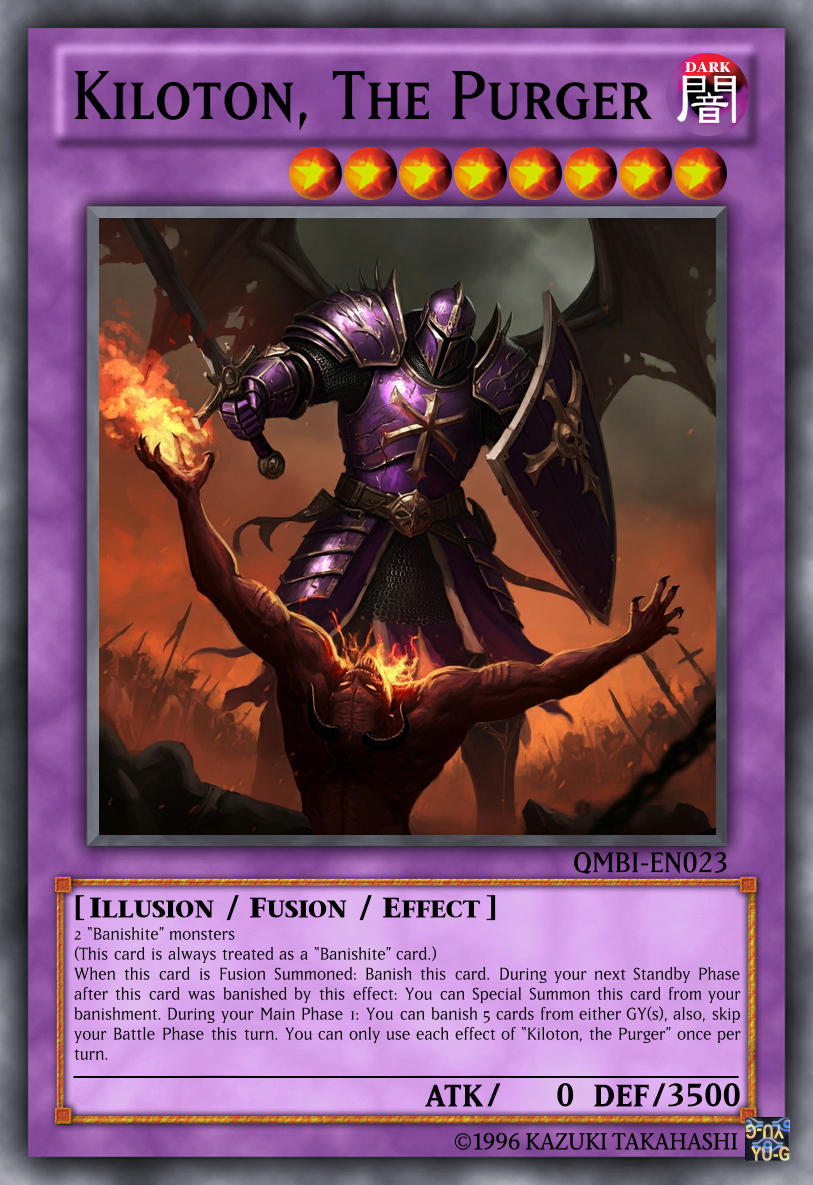 Kiloton, The Purger
DARK
闇
QMBI-EN023
[ Illusion / Fusion / Effect ]
2 “Banishite” monsters
(This card is always treated as a “Banishite” card.)
When this card is Fusion Summoned: Banish this card. During your next Standby Phase
after this card was banished by this effect: You can Special Summon this card from your
banishment. During your Main Phase 1: You can banish 5 cards from either GY(s), also, skip
your Battle Phase this turn. You can only use each effect of “Kiloton, the Purger” once per
turn.
ATK/ 0 DEF/3500
©1996 KAZUKI TAKAHASHI
YU-G
YU-G